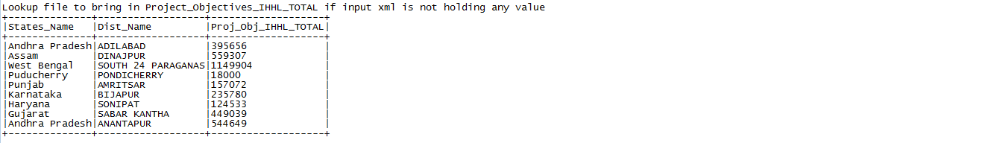 Lookup file to bring in Project_Objectives_IHHL_TOTAL if input xml is not holding any value
+--------------+------------------+-------------------+
|States_Name   |Dist_Name         |Proj_Obj_IHHL_TOTAL|
+--------------+------------------+-------------------+
|Andhra Pradesh|ADILABAD          |395656             |
|Assam         |DINAJPUR          |559307             |
|West Bengal   |SOUTH 24 PARAGANAS|1149904            |
|Puducherry    |PONDICHERRY       |18000              |
|Punjab        |AMRITSAR          |157072             |
|Karnataka     |BIJAPUR           |235780             |
|Haryana       |SONIPAT           |124533             |
|Gujarat       |SABAR KANTHA      |449039             |
|Andhra Pradesh|ANANTAPUR         |544649             |
+--------------+------------------+-------------------+